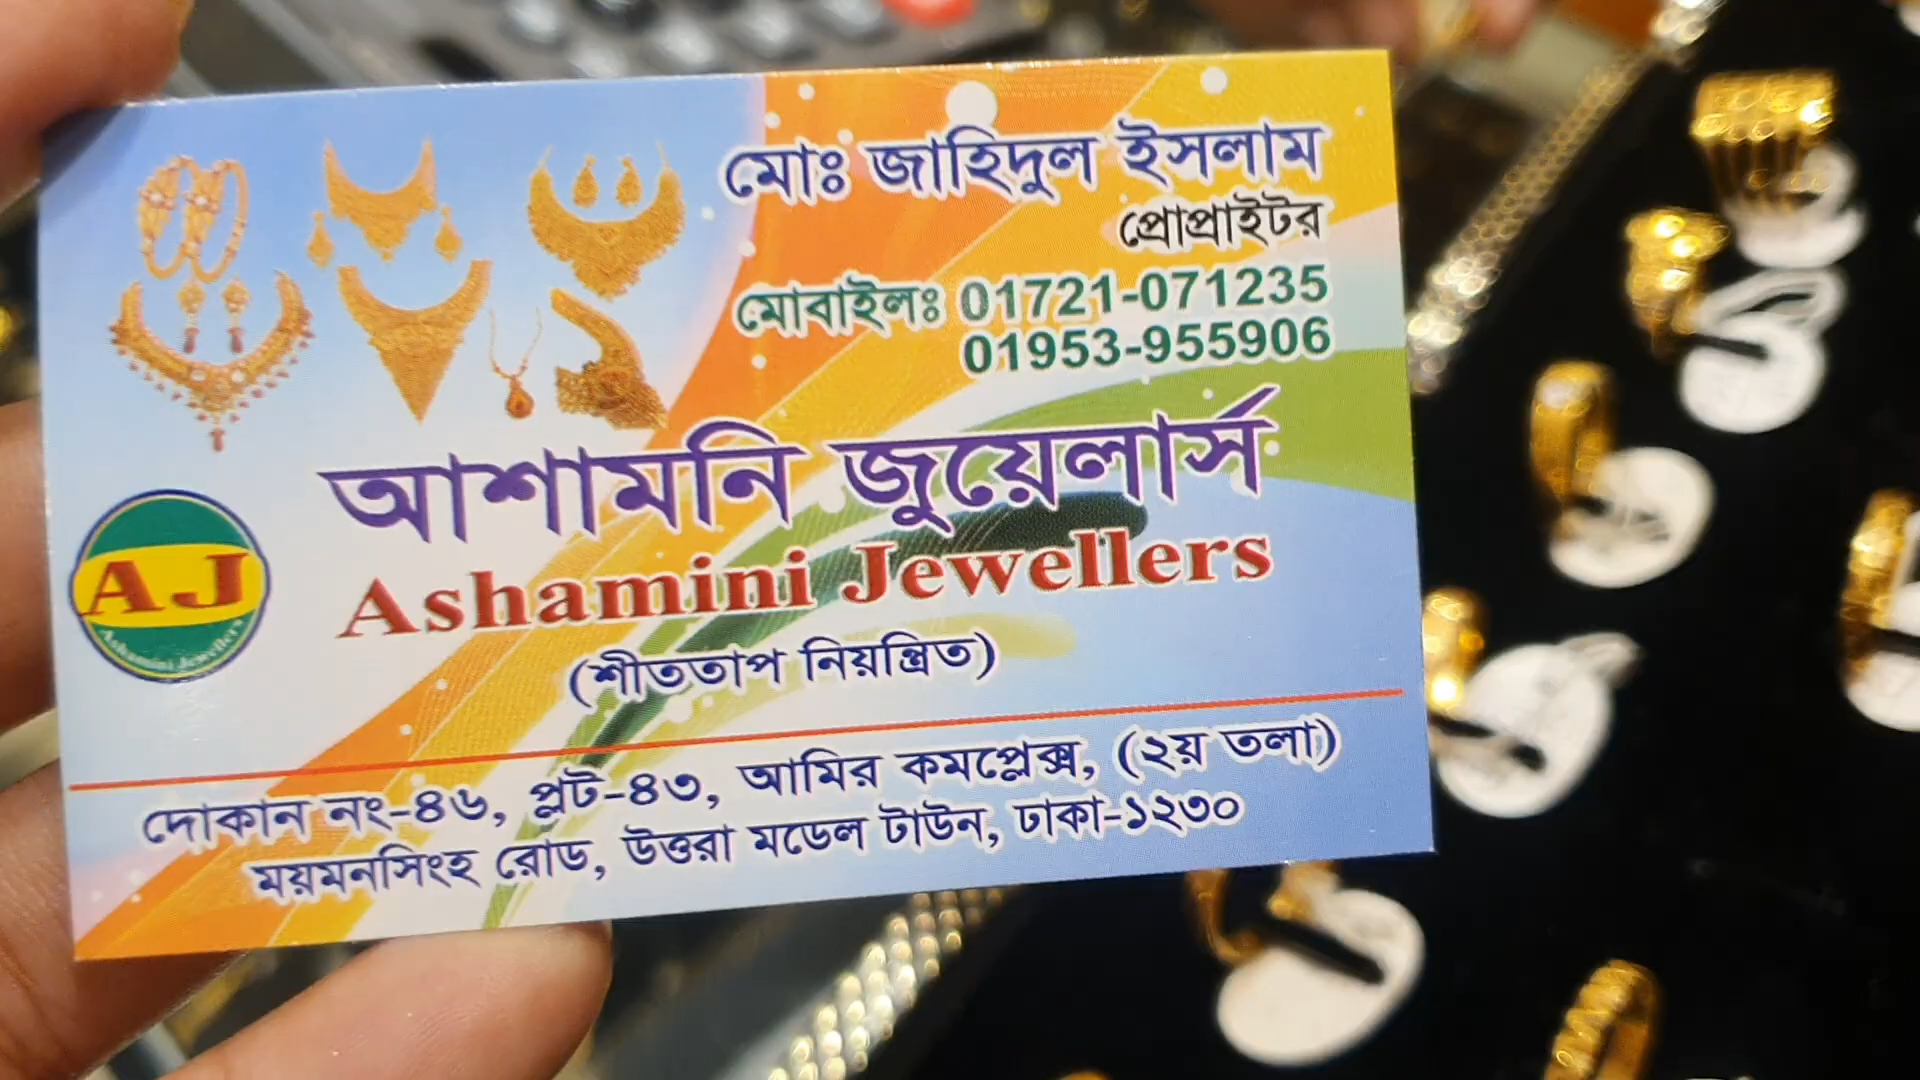 মোঃ জাহিদুল ইসলাম
প্রোপ্রাইটর
মোবাইলঃ 01721-071235
01953-955906
আশামনি জুয়েলার্স
AJ
Ashamini Jewellers
Ashamini Jewellers
(শীততাপ নিয়ন্ত্রিত)
দোকান নং-৪৬, প্লট-৪৩, আমির কমপ্লেক্স, (২য় তলা)
ময়মনসিংহ রোড, উত্তরা মডেল টাউন, ঢাকা-১২৩০